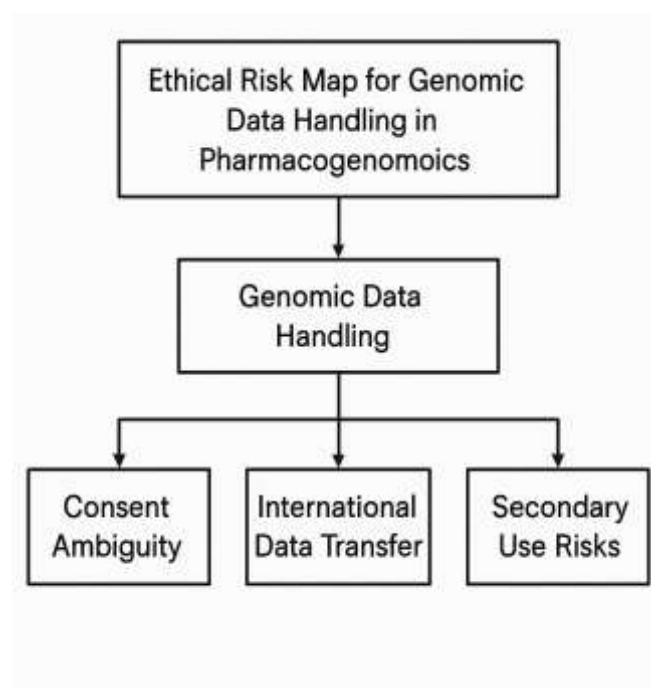 Ethical Risk Map for Genomic
Data Handling in
Pharmacogenomoics
Genomic Data
Handling
Consent
Ambiguity
International
Data Transfer
Secondary
Use Risks